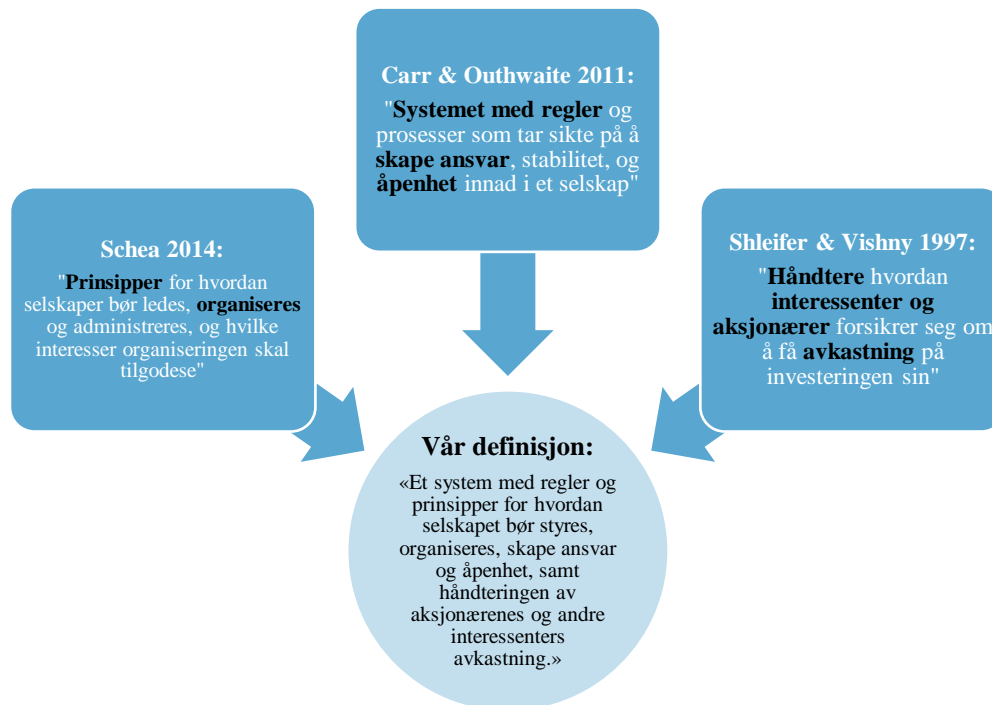 Carr & Outhwaite 2011:
"Systemet med regler og
prosesser som tar sikte på å
skape ansvar, stabilitet, og
åpenhet innad i et selskap"
Schea 2014:
"Prinsipper for hvordan
selskaper bør ledes, organiseres
og administreres, og hvilke
interesser organiseringen skal
tilgodese"
Shleifer & Vishny 1997:
"Håndtere hvordan
interessenter og
aksjonærer forsikrer seg om
å få avkastning på
investeringen sin"
Vår definisjon:
«Et system med regler og
prinsipper for hvordan
selskapet bør styres,
organiseres, skape ansvar
og åpenhet, samt
håndteringen av
aksjonærenes og andre
interessenters
avkastning.»